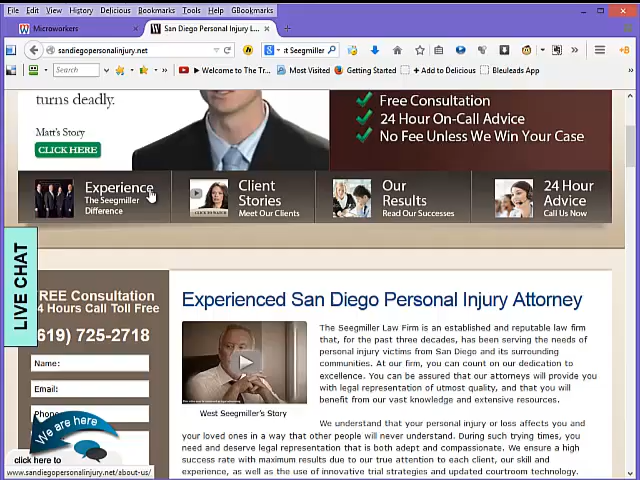 File Edit View History Delicious Bookmarks Tools Help GBookmarks
Microworkers × San Diego Personal Injury L... × +
sandiegopersonalinjury.net :t Seegmiller
Search Welcome to The Tr... Most Visited Getting Started + Add to Delicious Bleuleads App
turns deadly.
Matt's Story
CLICK HERE
Free Consultation
24 Hour On-Call Advice
No Fee Unless We Win Your Case
Experience
The Seegmiller
Difference
CLICK TO WATCH
Client
Stories
Meet Our Clients
Our
Results
Read Our Successes
24 Hour
Advice
Call Us Now
LIVE CHAT
FREE Consultation
24 Hours Call Toll Free
(619) 725-2718
Name:
Email:
Phone
We are here
click here to
www.sandiegopersonalinjury.net/about-us/
Experienced San Diego Personal Injury Attorney
West Seegmiller's Story
The Seegmiller Law Firm is an established and reputable law firm
that, for the past three decades, has been serving the needs of
personal injury victims from San Diego and its surrounding
communities. At our firm, you can count on our dedication to
excellence. You can be assured that our attorneys will provide you
with legal representation of utmost quality, and that you will
benefit from our vast knowledge and extensive resources.
We understand that your personal injury or loss affects you and
your loved ones in a way that other people will never understand. During such trying times, you
need and deserve legal representation that is both adept and compassionate. We ensure a high
success rate with maximum results due to our true attention to each client, our skill and
experience, as well as the use of innovative trial strategies and updated courtroom technology.